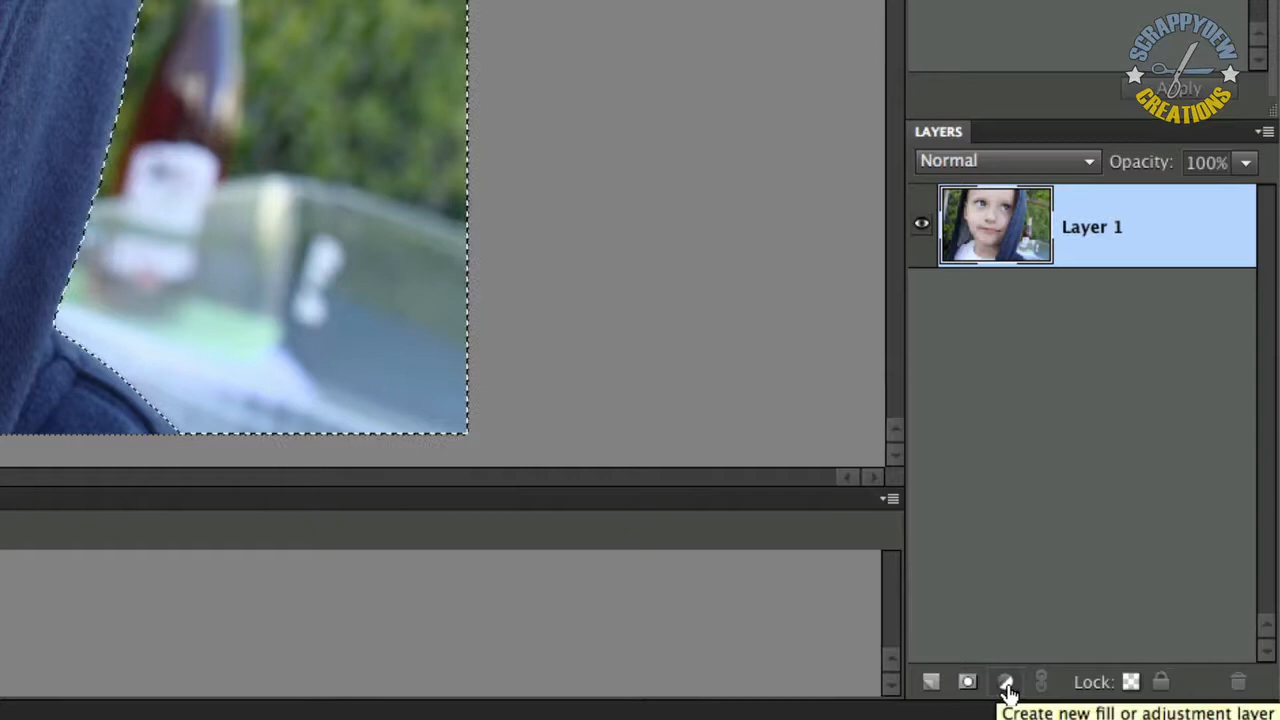 SCRAPPYDEW
CREATIONS
Apply
LAYERS
Normal Opacity: 100%
Layer 1
Lock:
Create new fill or adjustment layer